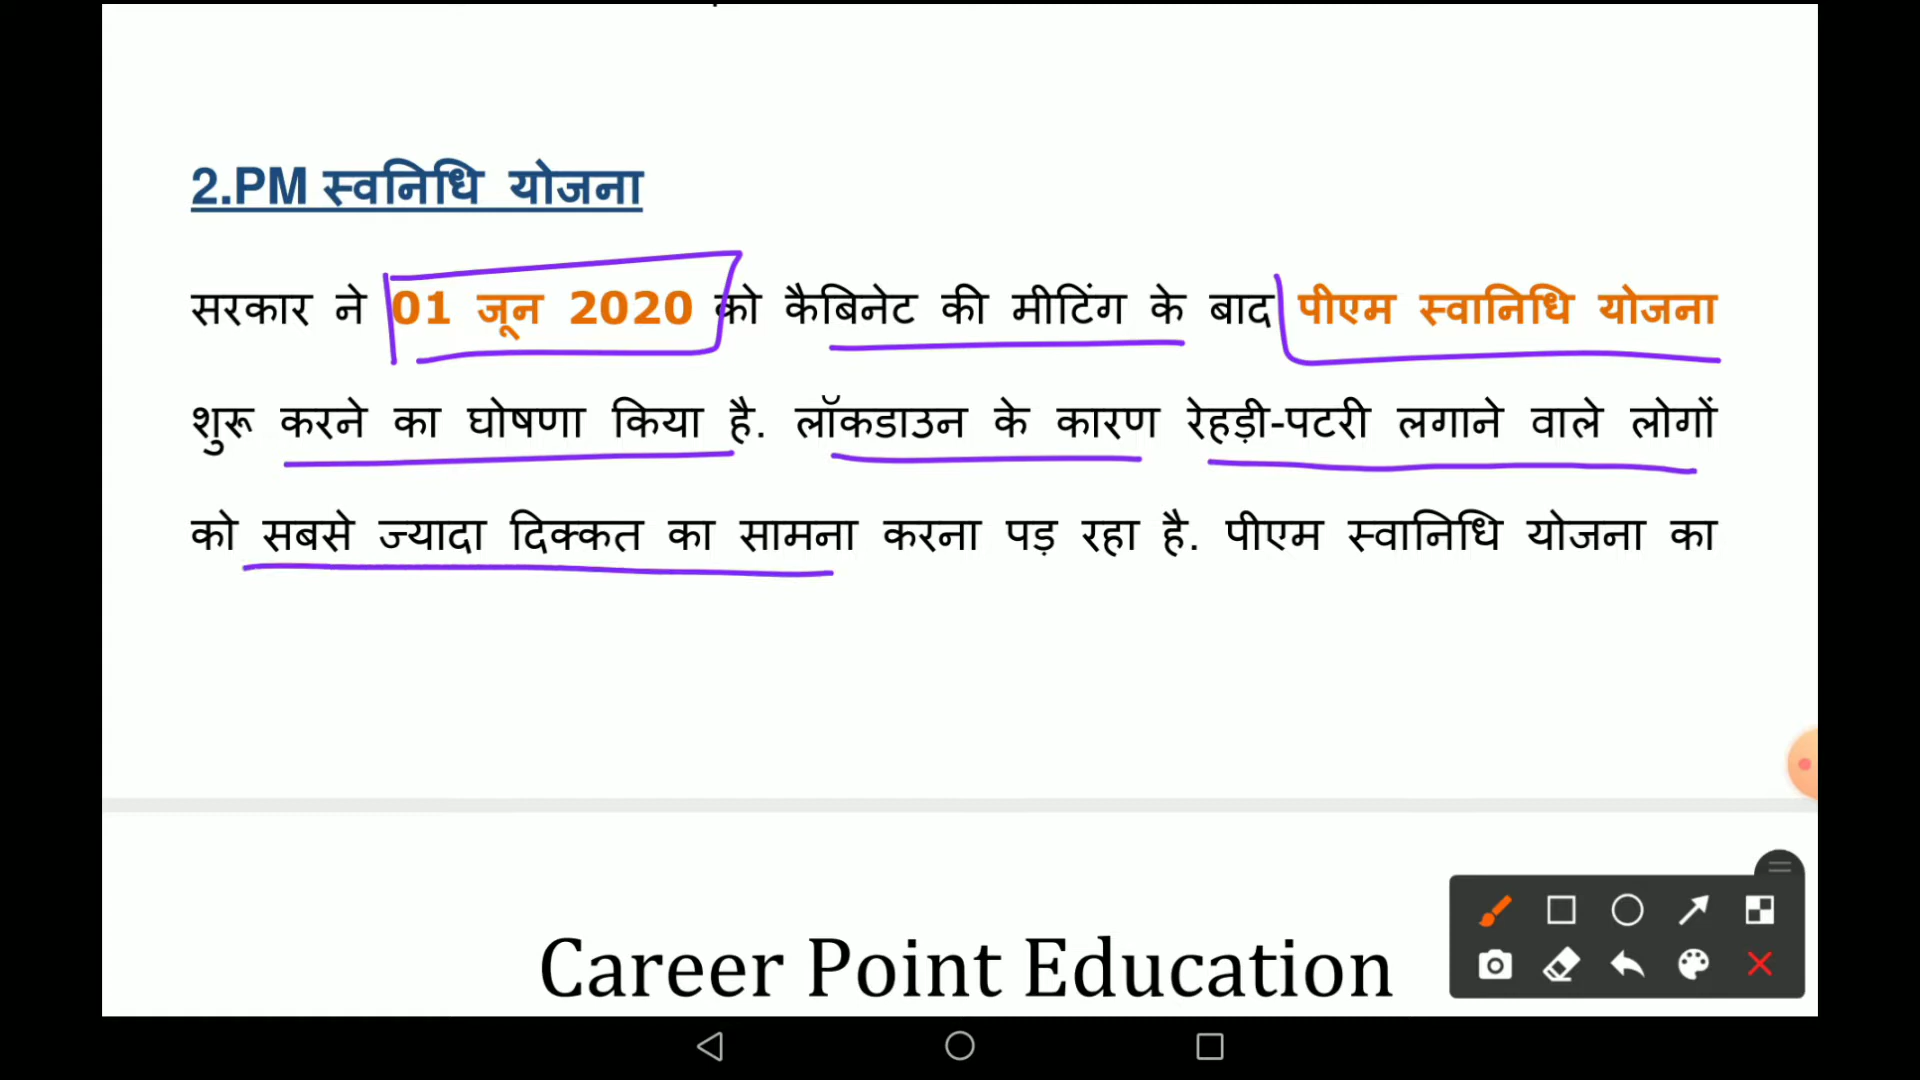 2.PM स्वनिधि योजना
सरकार ने 01 जून 2020 को कैबिनेट की मीटिंग के बाद पीएम स्वानिधि योजना
शुरू करने का घोषणा किया है. लॉकडाउन के कारण रेहड़ी-पटरी लगाने वाले लोगों
को सबसे ज्यादा दिक्कत का सामना करना पड़ रहा है. पीएम स्वानिधि योजना का
Career Point Education